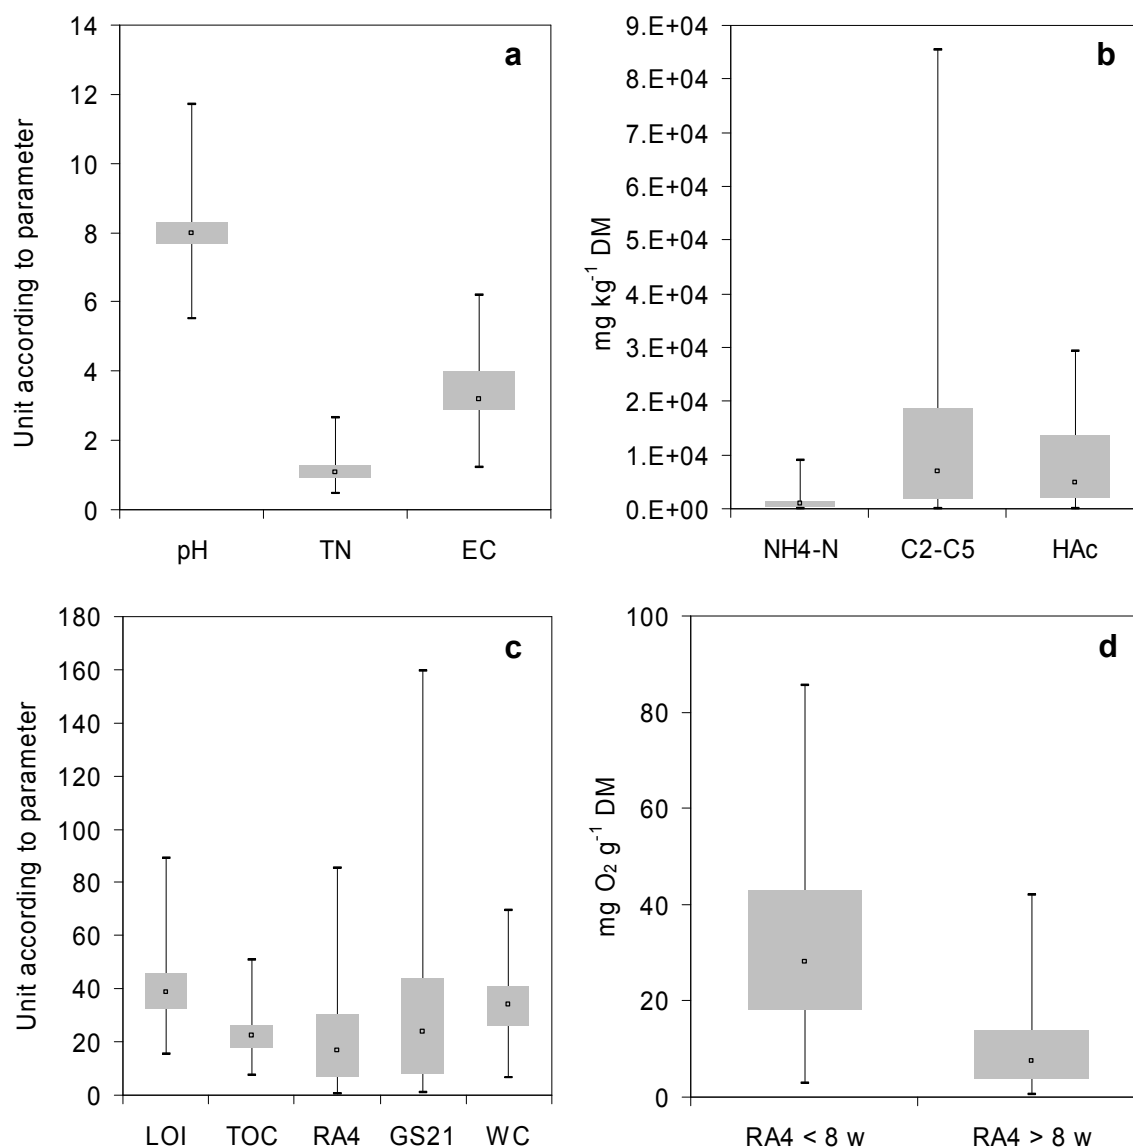 a
Unit according to parameter
14
12
10
8
6
4
2
0
pH TN EC
b
mg kg⁻¹ DM
9.E+04
8.E+04
7.E+04
6.E+04
5.E+04
4.E+04
3.E+04
2.E+04
1.E+04
0.E+00
NH4-N C2-C5 HAc
c
Unit according to parameter
180
160
140
120
100
80
60
40
20
0
LOI TOC RA4 GS21 WC
d
mg O₂ g⁻¹ DM
100
80
60
40
20
0
RA4 < 8 w RA4 > 8 w